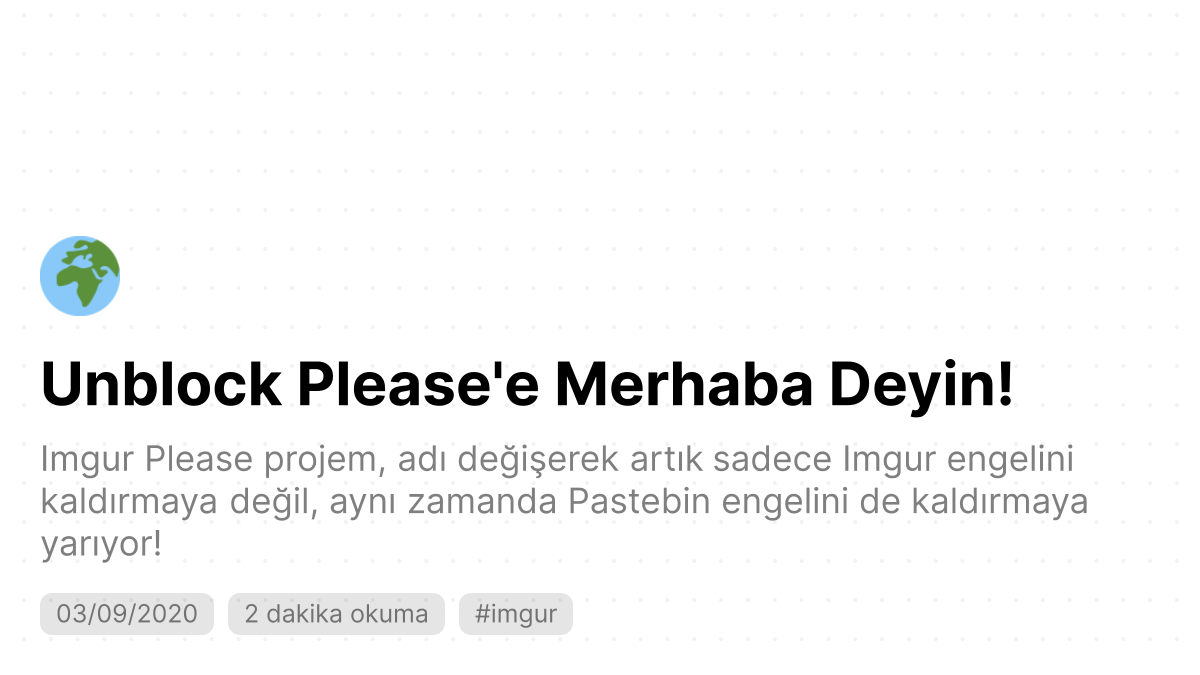 Unblock Please'e Merhaba Deyin!
Imgur Please projem, adı değişerek artık sadece Imgur engelini
kaldırmaya değil, aynı zamanda Pastebin engelini de kaldırmaya
yarıyor!
03/09/2020 2 dakika okuma #imgur